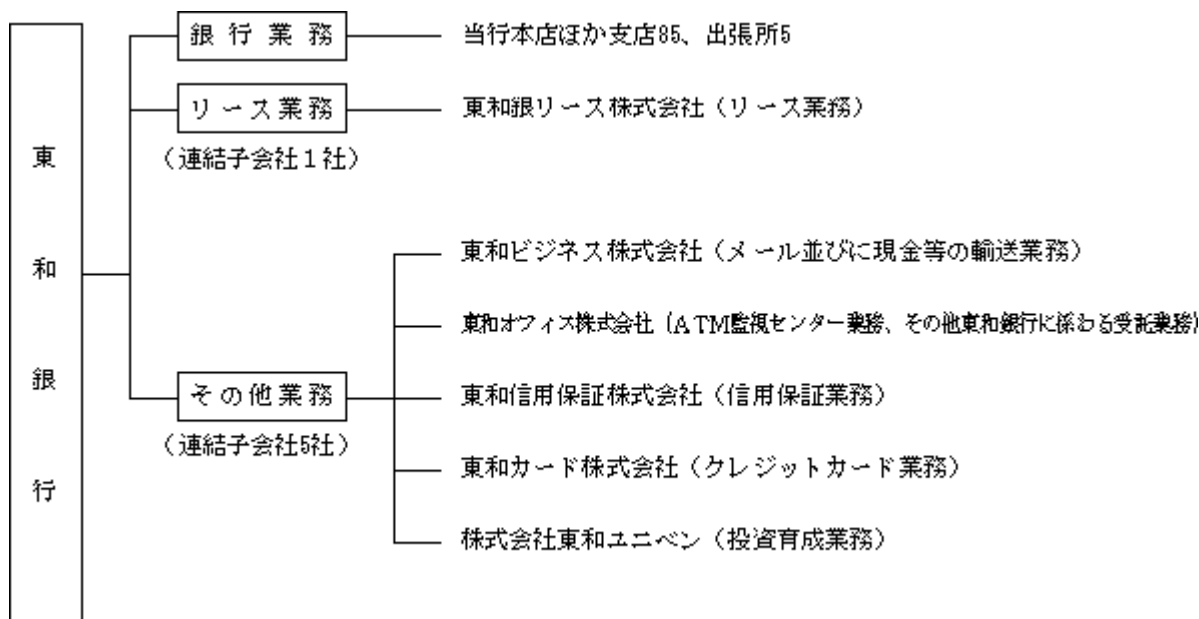 東和銀行
銀行業務
当行本店ほか支店85、出張所5
リース業務
東和銀リース株式会社（リース業務）
（連結子会社１社）
東和ビジネス株式会社（メール並びに現金等の輸送業務）
東和オフィス株式会社（ＡＴＭ監視センター業務、その他東和銀行に係わる受託業務）
その他業務
東和信用保証株式会社（信用保証業務）
（連結子会社5社）
東和カード株式会社（クレジットカード業務）
株式会社東和ユニベン（投資育成業務）